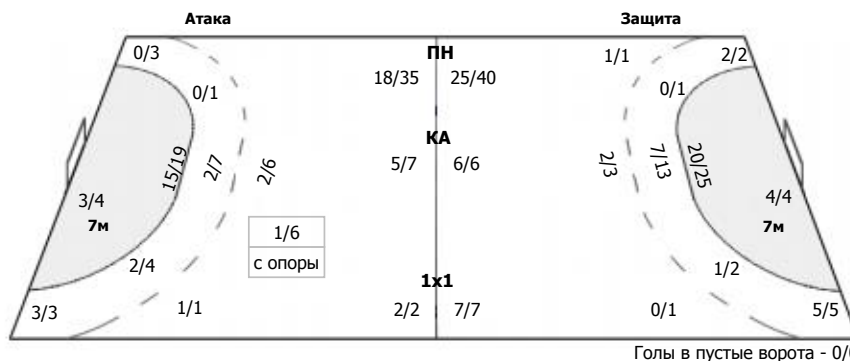 Атака
Защита
0/3
ПН
1/1
2/2
18/35
25/40
0/1
0/1
КА
15/19
2/7
2/6
5/7
6/6
2/3
7/13
20/25
3/4
7м
4/4
7м
1/6
с опоры
2/4
1/2
1х1
3/3
1/1
2/2
7/7
0/1
5/5
Голы в пустые ворота - 0/